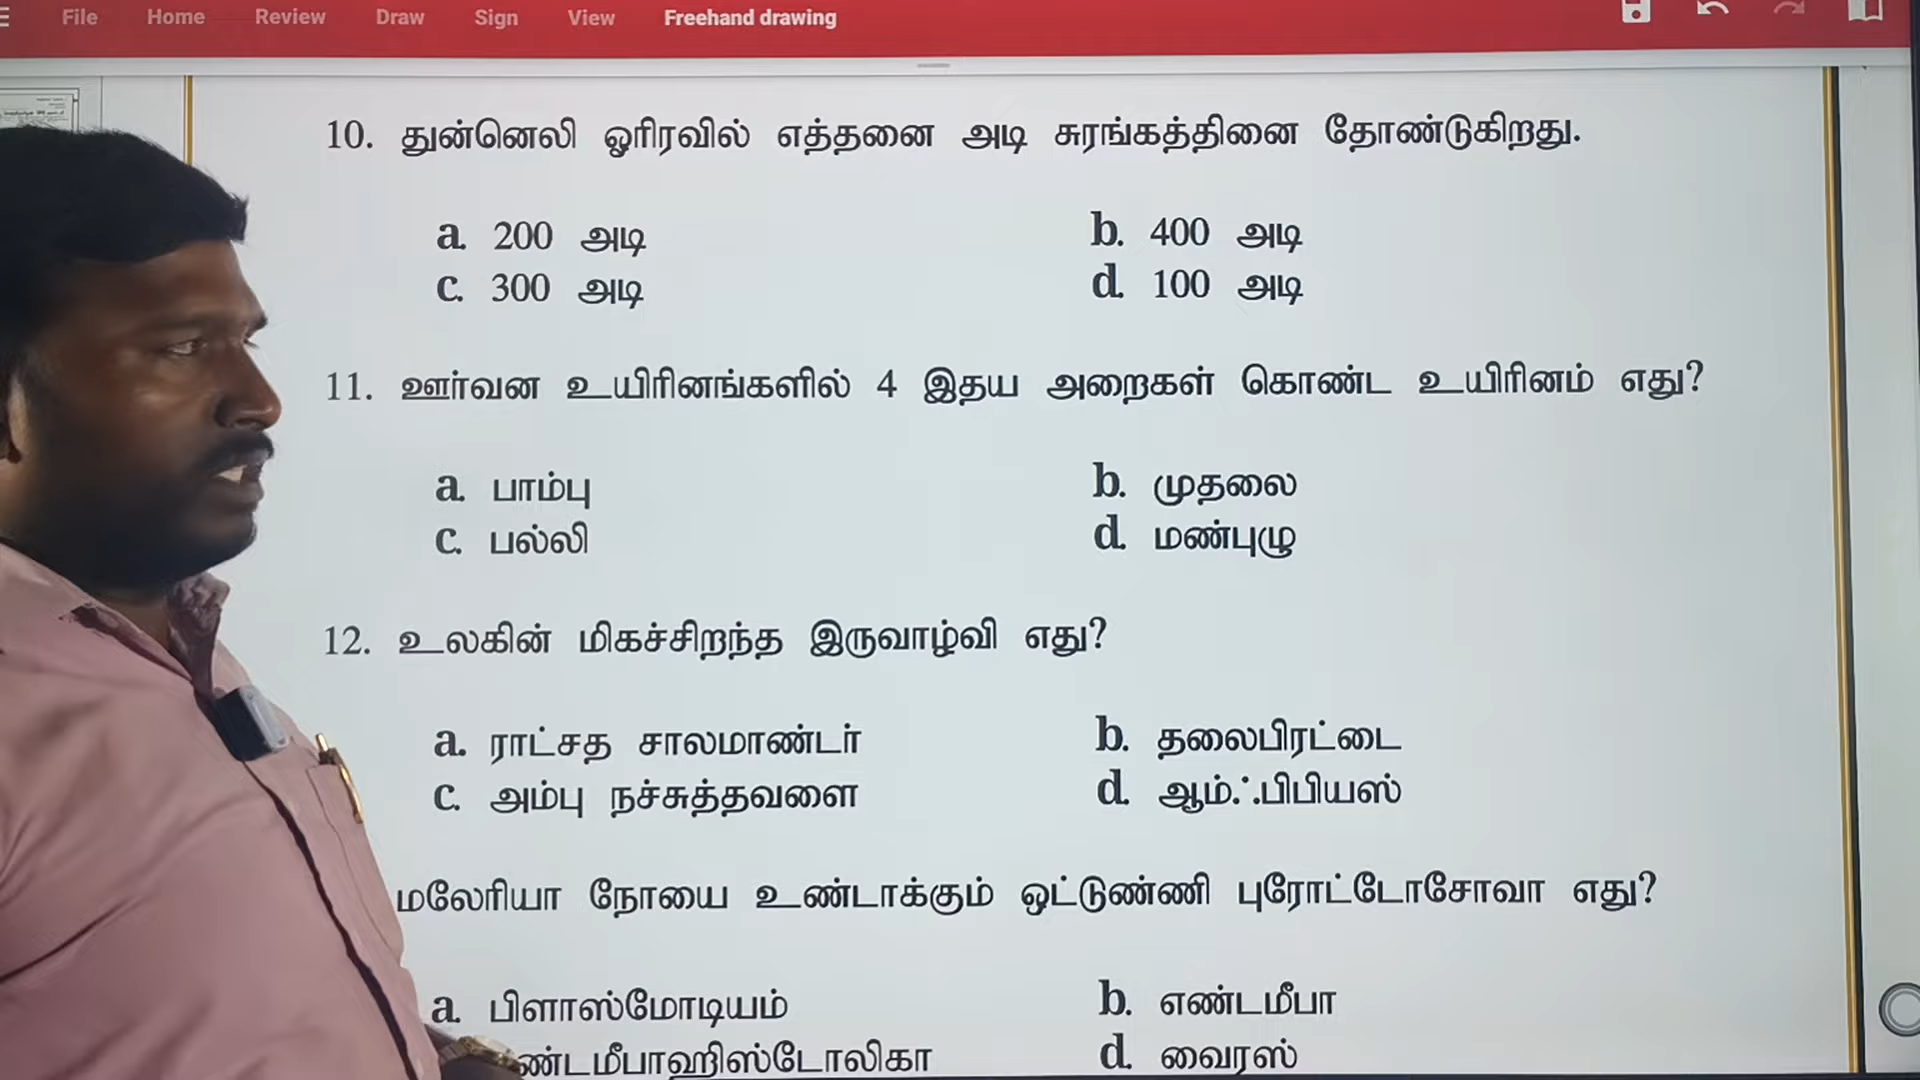 File Home Review Draw Sign View Freehand drawing
10. துன்னெலி ஓரிரவில் எத்தனை அடி சுரங்கத்தினை தோண்டுகிறது.
a. 200 அடி b. 400 அடி
c. 300 அடி d. 100 அடி
11. ஊர்வன உயிரினங்களில் 4 இதய அறைகள் கொண்ட உயிரினம் எது?
a. பாம்பு b. முதலை
c. பல்லி d. மண்புழு
12. உலகின் மிகச்சிறந்த இருவாழ்வி எது?
a. ராட்சத சாலமாண்டர் b. தலைபிரட்டை
c. அம்பு நச்சுத்தவளை d. ஆம்ஃபிபியஸ்
மலேரியா நோயை உண்டாக்கும் ஒட்டுண்ணி புரோட்டோசோவா எது?
a. பிளாஸ்மோடியம் b. எண்டமீபா
ண்டமீபாஹிஸ்டோலிகா d. வைரஸ்